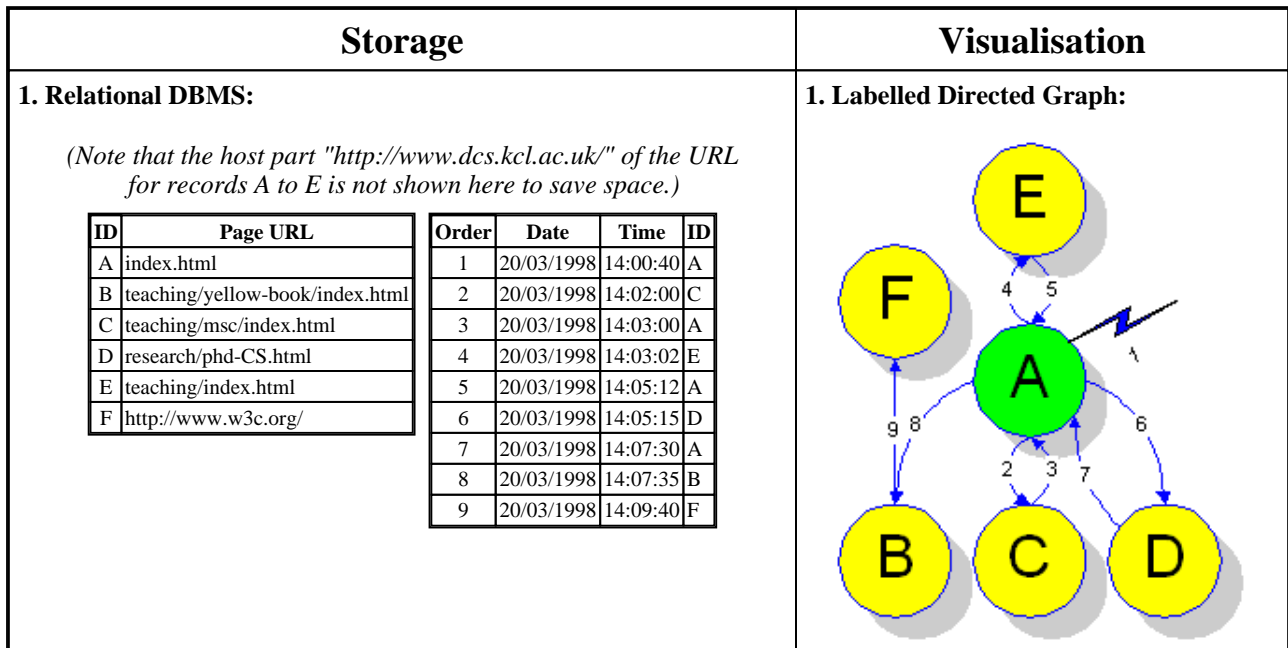 Storage
Visualisation
1. Relational DBMS:
(Note that the host part "http://www.dcs.kcl.ac.uk/" of the URL
for records A to E is not shown here to save space.)
ID Page URL
A index.html
B teaching/yellow-book/index.html
C teaching/msc/index.html
D research/phd-CS.html
E teaching/index.html
F http://www.w3c.org/
Order Date Time ID
1 20/03/1998 14:00:40 A
2 20/03/1998 14:02:00 C
3 20/03/1998 14:03:00 A
4 20/03/1998 14:03:02 E
5 20/03/1998 14:05:12 A
6 20/03/1998 14:05:15 D
7 20/03/1998 14:07:30 A
8 20/03/1998 14:07:35 B
9 20/03/1998 14:09:40 F
1. Labelled Directed Graph:
E
F
4 5
A
1
9 8 6
2 3 7
B C D